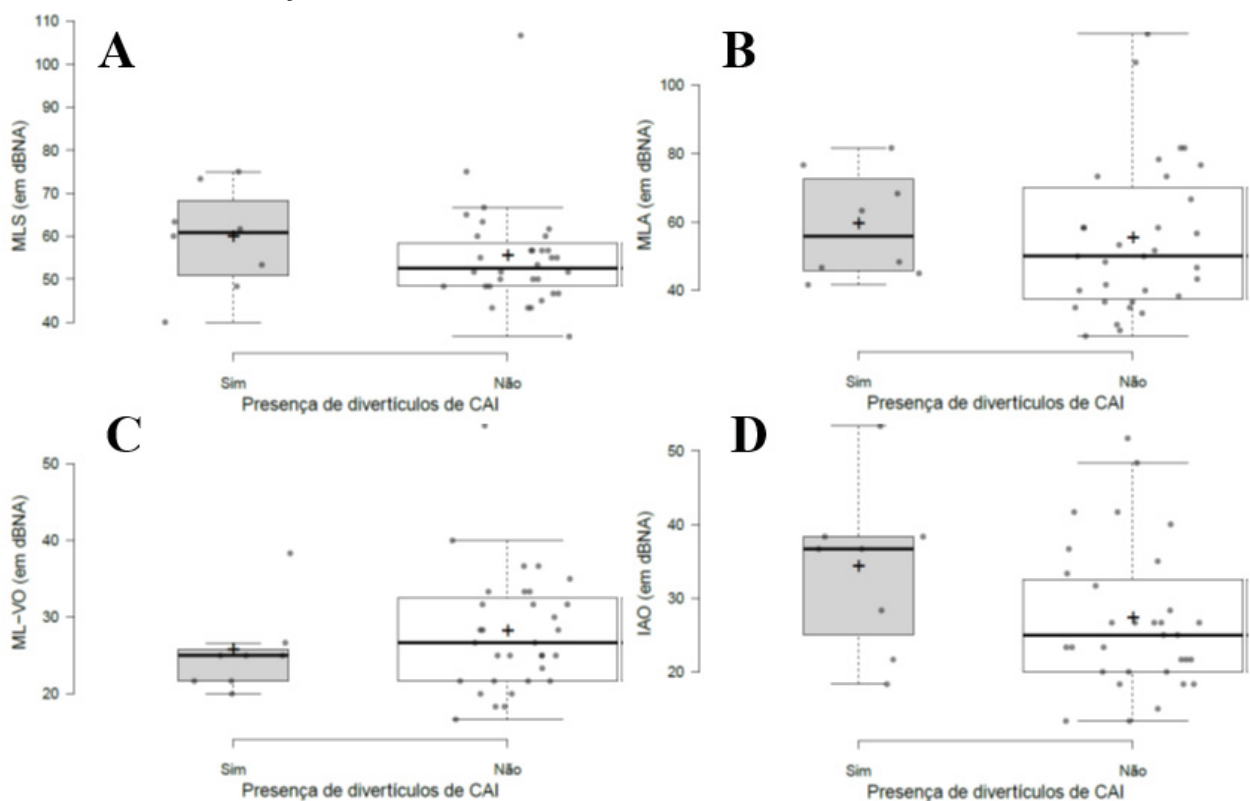 A
MLS (em dBNA)
110
100
90
80
70
60
50
40
Sim
Não
Presença de divertículos de CAI
B
MLA (em dBNA)
100
80
60
40
Sim
Não
Presença de divertículos de CAI
C
ML-VO (em dBNA)
50
40
30
20
Sim
Não
Presença de divertículos de CAI
D
IAO (em dBNA)
50
40
30
20
Sim
Não
Presença de divertículos de CAI